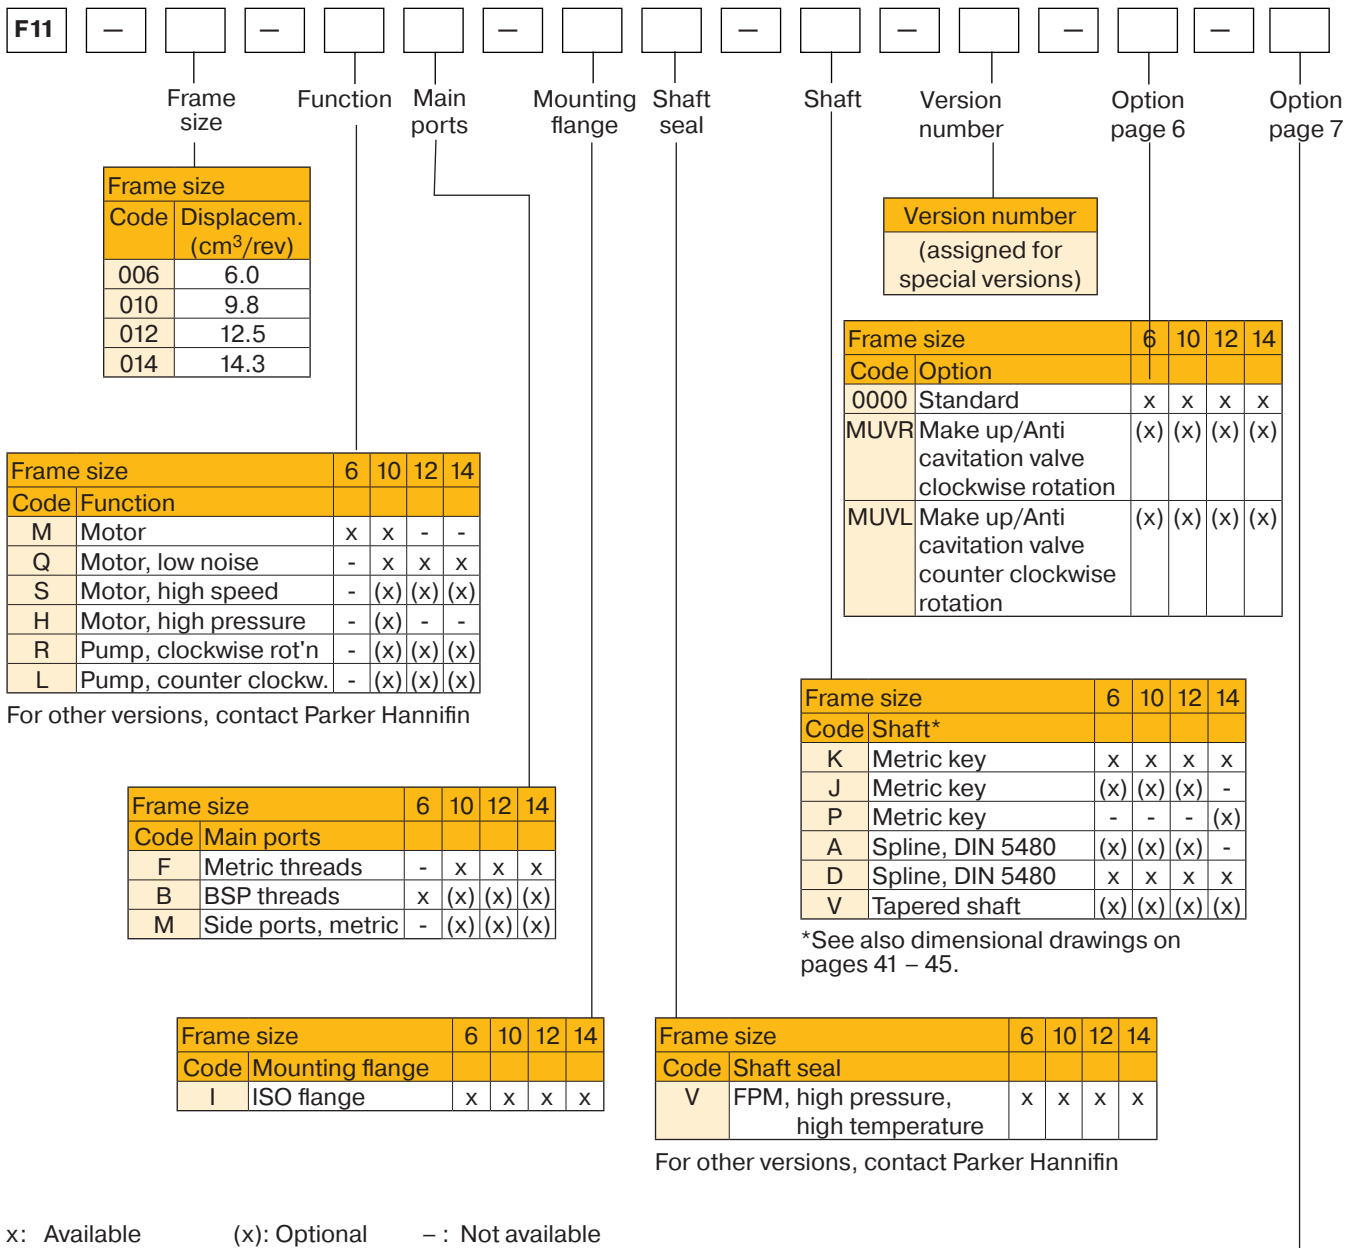 F11 – – – – – – –
Frame size
Function
Main ports
Mounting flange
Shaft seal
Shaft
Version number
Option page 6
Option page 7
Frame size
Code Displacem. (cm³/rev)
006 6.0
010 9.8
012 12.5
014 14.3
Version number
(assigned for
special versions)
Frame size 6 10 12 14
Code Option
0000 Standard x x x x
MUVR Make up/Anti (x) (x) (x) (x)
cavitation valve
clockwise rotation
MUVL Make up/Anti (x) (x) (x) (x)
cavitation valve
counter clockwise
rotation
Frame size 6 10 12 14
Code Function
M Motor x x - -
Q Motor, low noise - x x x
S Motor, high speed - (x) (x) (x)
H Motor, high pressure - (x) - -
R Pump, clockwise rot'n - (x) (x) (x)
L Pump, counter clockw. - (x) (x) (x)
For other versions, contact Parker Hannifin
Frame size 6 10 12 14
Code Shaft*
K Metric key x x x x
J Metric key (x) (x) (x) -
P Metric key - - - (x)
A Spline, DIN 5480 (x) (x) (x) -
D Spline, DIN 5480 x x x x
V Tapered shaft (x) (x) (x) (x)
*See also dimensional drawings on
pages 41 – 45.
Frame size 6 10 12 14
Code Main ports
F Metric threads - x x x
B BSP threads x (x) (x) (x)
M Side ports, metric - (x) (x) (x)
Frame size 6 10 12 14
Code Mounting flange
I ISO flange x x x x
Frame size 6 10 12 14
Code Shaft seal
V FPM, high pressure, x x x x
high temperature
For other versions, contact Parker Hannifin
x: Available (x): Optional – : Not available